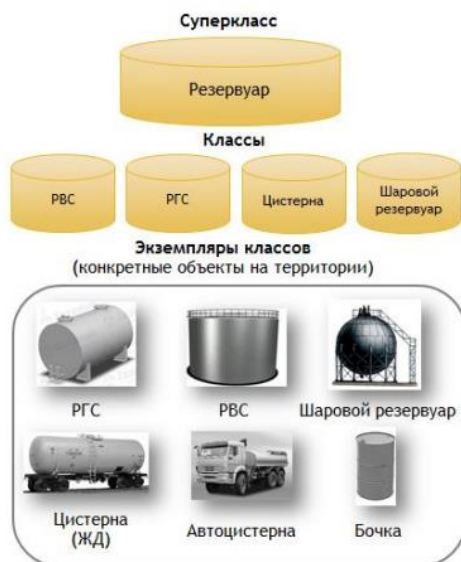 Суперкласс
Резервуар
Классы
РВС
РГС
Цистерна
Шаровой
резервуар
Экземпляры классов
(конкретные объекты на территории)
РГС
РВС
Шаровой резервуар
Цистерна
(ЖД)
Автоцистерна
Бочка